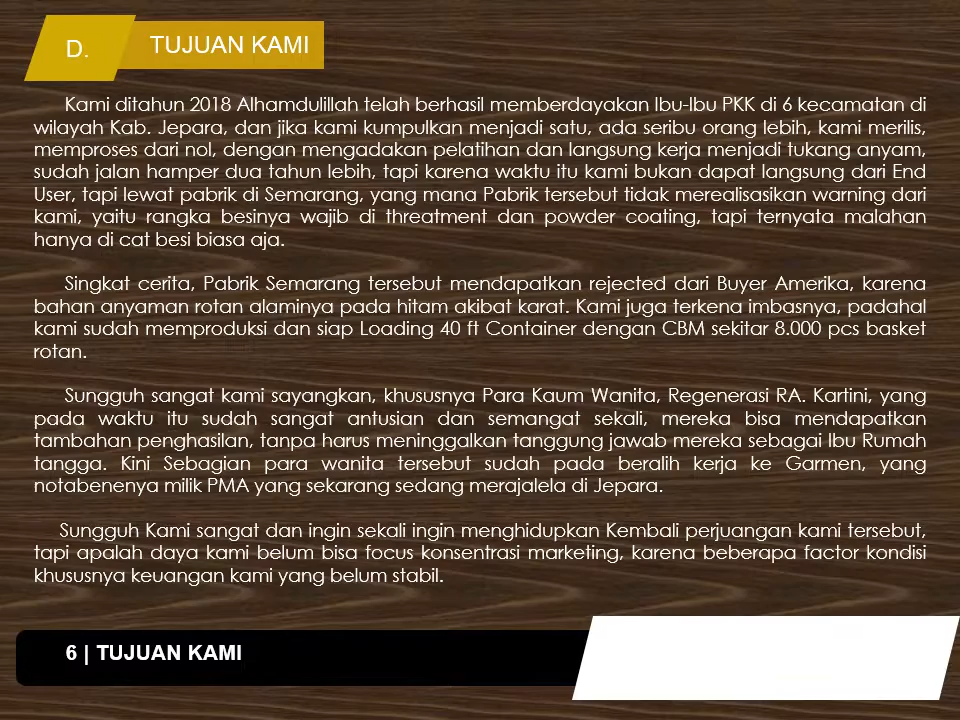 D.
TUJUAN KAMI
Kami ditahun 2018 Alhamdulillah telah berhasil memberdayakan Ibu-Ibu PKK di 6 kecamatan di
wilayah Kab. Jepara, dan jika kami kumpulkan menjadi satu, ada seribu orang lebih, kami merilis,
memproses dari nol, dengan mengadakan pelatihan dan langsung kerja menjadi tukang anyam,
sudah jalan hamper dua tahun lebih, tapi karena waktu itu kami bukan dapat langsung dari End
User, tapi lewat pabrik di Semarang, yang mana Pabrik tersebut tidak merealisasikan warning dari
kami, yaitu rangka besinya wajib di threatment dan powder coating, tapi ternyata malahan
hanya di cat besi biasa aja.
Singkat cerita, Pabrik Semarang tersebut mendapatkan rejected dari Buyer Amerika, karena
bahan anyaman rotan alaminya pada hitam akibat karat. Kami juga terkena imbasnya, padahal
kami sudah memproduksi dan siap Loading 40 ft Container dengan CBM sekitar 8.000 pcs basket
rotan.
Sungguh sangat kami sayangkan, khususnya Para Kaum Wanita, Regenerasi RA. Kartini, yang
pada waktu itu sudah sangat antusian dan semangat sekali, mereka bisa mendapatkan
tambahan penghasilan, tanpa harus meninggalkan tanggung jawab mereka sebagai Ibu Rumah
tangga. Kini Sebagian para wanita tersebut sudah pada beralih kerja ke Garmen, yang
notabenenya milik PMA yang sekarang sedang merajalela di Jepara.
Sungguh Kami sangat dan ingin sekali ingin menghidupkan Kembali perjuangan kami tersebut,
tapi apalah daya kami belum bisa focus konsentrasi marketing, karena beberapa factor kondisi
khususnya keuangan kami yang belum stabil.
6 | TUJUAN KAMI